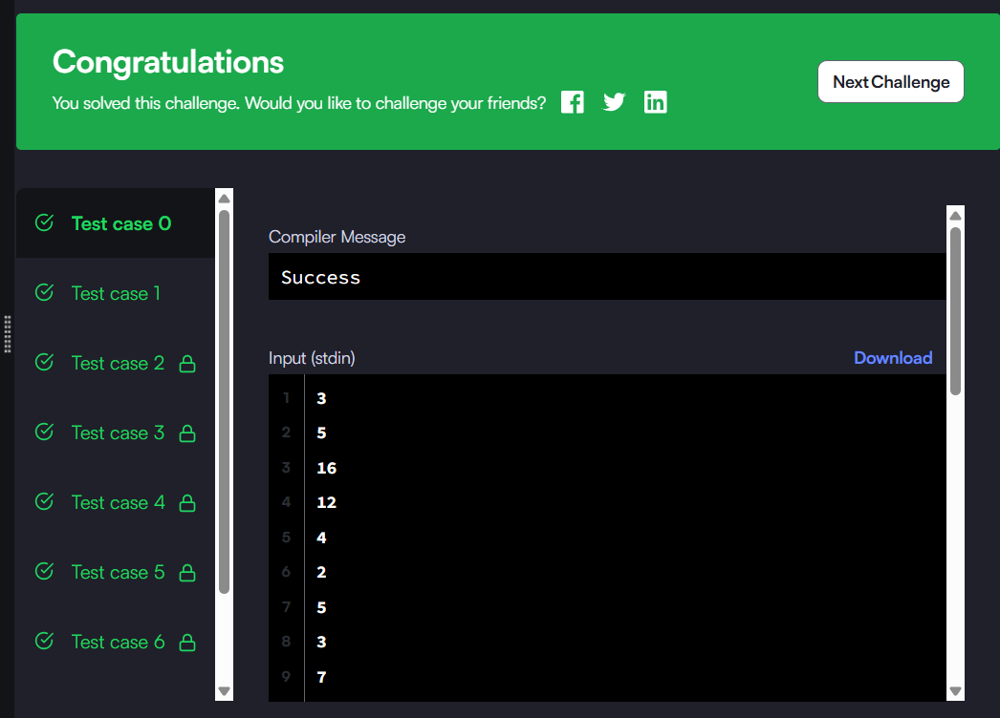 Congratulations
You solved this challenge. Would you like to challenge your friends?
Next Challenge
Test case 0
Test case 1
Test case 2
Test case 3
Test case 4
Test case 5
Test case 6
Compiler Message
Success
Input (stdin)
Download
1 3
2 5
3 16
4 12
5 4
6 2
7 5
8 3
9 7